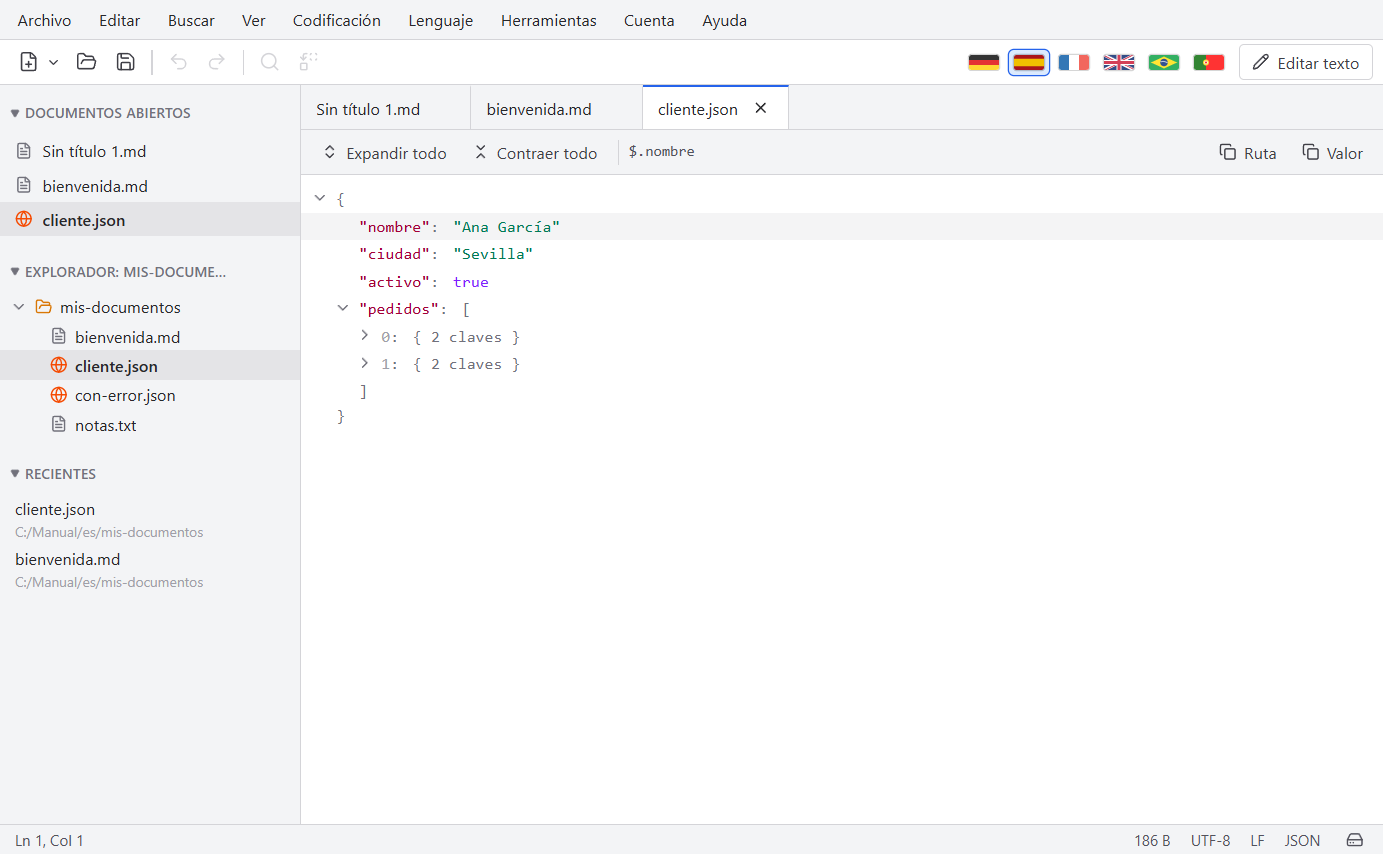 Archivo Editar Buscar Ver Codificación Lenguaje Herramientas Cuenta Ayuda
Editar texto
DOCUMENTOS ABIERTOS
Sin título 1.md
bienvenida.md
cliente.json
EXPLORADOR: MIS-DOCUME...
mis-documentos
bienvenida.md
cliente.json
con-error.json
notas.txt
RECIENTES
cliente.json
C:/Manual/es/mis-documentos
bienvenida.md
C:/Manual/es/mis-documentos
Sin título 1.md bienvenida.md cliente.json
Expandir todo Contraer todo $.nombre Ruta Valor
{
"nombre": "Ana García"
"ciudad": "Sevilla"
"activo": true
"pedidos": [
0: { 2 claves }
1: { 2 claves }
]
}
Ln 1, Col 1 186 B UTF-8 LF JSON